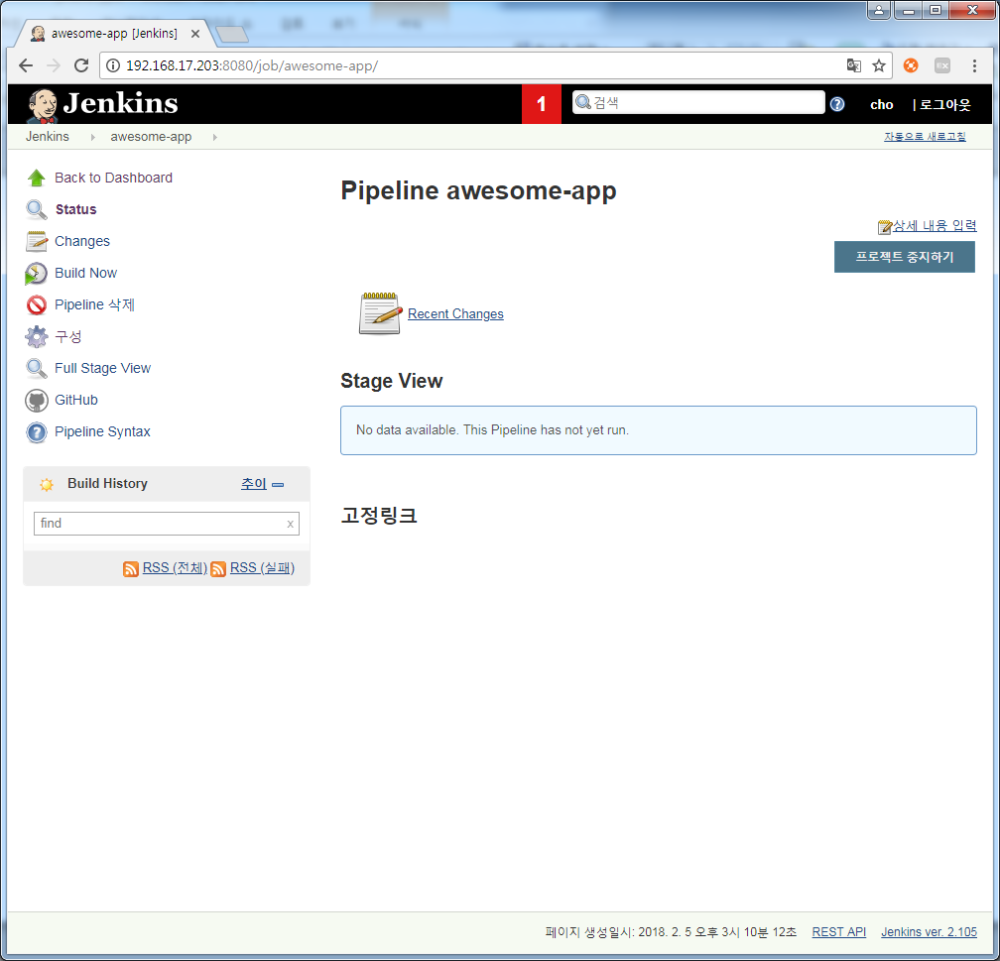 awesome-app [Jenkins]
192.168.17.203:8080/job/awesome-app/
EX
Jenkins
1
검색
cho
| 로그아웃
Jenkins
awesome-app
자동으로 새로고침
Back to Dashboard
Status
Changes
Build Now
Pipeline 삭제
구성
Full Stage View
GitHub
Pipeline Syntax
Build History
추이
find
x
RSS (전체)
RSS (실패)
Pipeline awesome-app
상세 내용 입력
프로젝트 중지하기
Recent Changes
Stage View
No data available. This Pipeline has not yet run.
고정링크
페이지 생성일시: 2018. 2. 5 오후 3시 10분 12초
REST API
Jenkins ver. 2.105